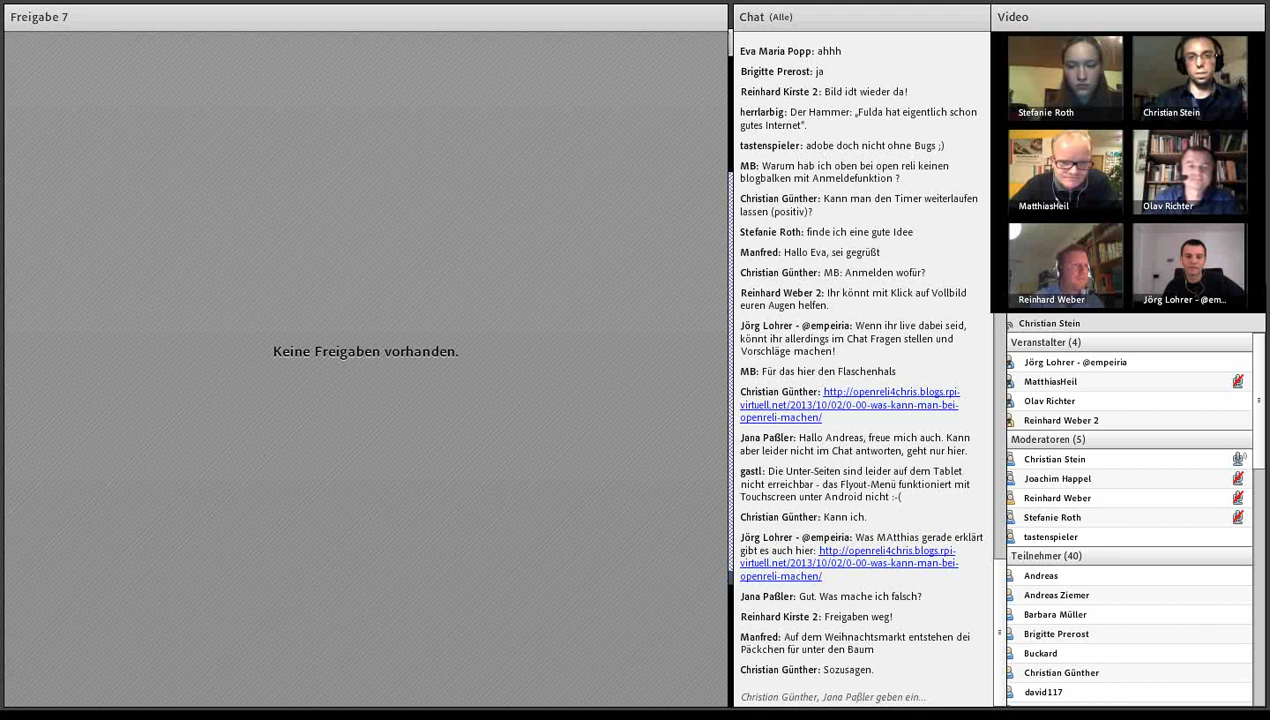 Freigabe 7
Keine Freigaben vorhanden.
Chat (Alle)
Eva Maria Popp: ahhh
Brigitte Prerost: ja
Reinhard Kirste 2: Bild idt wieder da!
herrlarbig: Der Hammer: „Fulda hat eigentlich schon
gutes Internet“.
tastenspieler: adobe doch nicht ohne Bugs ;)
MB: Warum hab ich oben bei open reli keinen
blogbalken mit Anmeldefunktion ?
Christian Günther: Kann man den Timer weiterlaufen
lassen (positiv)?
Stefanie Roth: finde ich eine gute Idee
Manfred: Hallo Eva, sei gegrüßt
Christian Günther: MB: Anmelden wofür?
Reinhard Weber 2: Ihr könnt mit Klick auf Vollbild
euren Augen helfen.
Jörg Lohrer - @empeiria: Wenn ihr live dabei seid,
könnt ihr allerdings im Chat Fragen stellen und
Vorschläge machen!
MB: Für das hier den Flaschenhals
Christian Günther: http://openreli4chris.blogs.rpi-
virtuell.net/2013/10/02/0-00-was-kann-man-bei-
openreli-machen/
Jana Paßler: Hallo Andreas, freue mich auch. Kann
aber leider nicht im Chat antworten, geht nur hier.
gastl: Die Unter-Seiten sind leider auf dem Tablet
nicht erreichbar - das Flyout-Menü funktioniert mit
Touchscreen unter Android nicht :-(
Christian Günther: Kann ich.
Jörg Lohrer - @empeiria: Was MAtthias gerade erklärt
gibt es auch hier: http://openreli4chris.blogs.rpi-
virtuell.net/2013/10/02/0-00-was-kann-man-bei-
openreli-machen/
Jana Paßler: Gut. Was mache ich falsch?
Reinhard Kirste 2: Freigaben weg!
Manfred: Auf dem Weihnachtsmarkt entstehen dei
Päckchen für unter den Baum
Christian Günther: Sozusagen.
Christian Günther, Jana Paßler geben ein...
Video
Stefanie Roth
Christian Stein
MatthiasHeil
Olav Richter
Reinhard Weber
Jörg Lohrer - @em...
Christian Stein
Veranstalter (4)
Jörg Lohrer - @empeiria
MatthiasHeil
Olav Richter
Reinhard Weber 2
Moderatoren (5)
Christian Stein
Joachim Happel
Reinhard Weber
Stefanie Roth
tastenspieler
Teilnehmer (40)
Andreas
Andreas Ziemer
Barbara Müller
Brigitte Prerost
Buckard
Christian Günther
david117